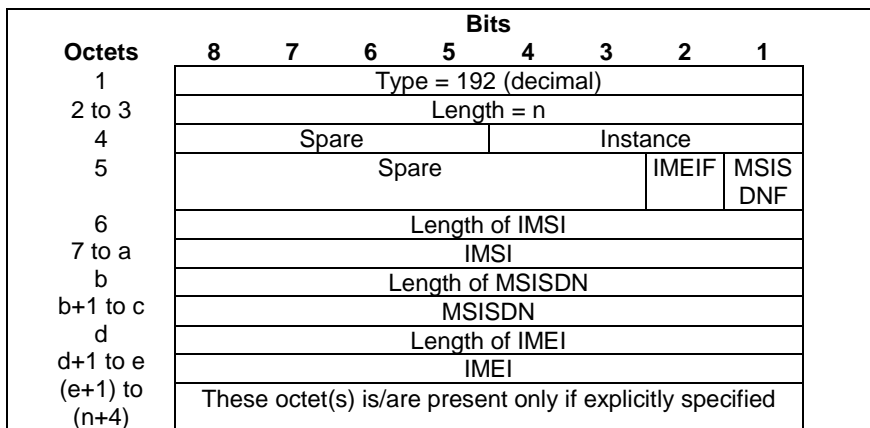 Bits
Octets 8 7 6 5 4 3 2 1
1 Type = 192 (decimal)
2 to 3 Length = n
4 Spare Instance
5 Spare IMEIF MSIS
DNF
6 Length of IMSI
7 to a IMSI
b Length of MSISDN
b+1 to c MSISDN
d Length of IMEI
d+1 to e IMEI
(e+1) to
(n+4) These octet(s) is/are present only if explicitly specified